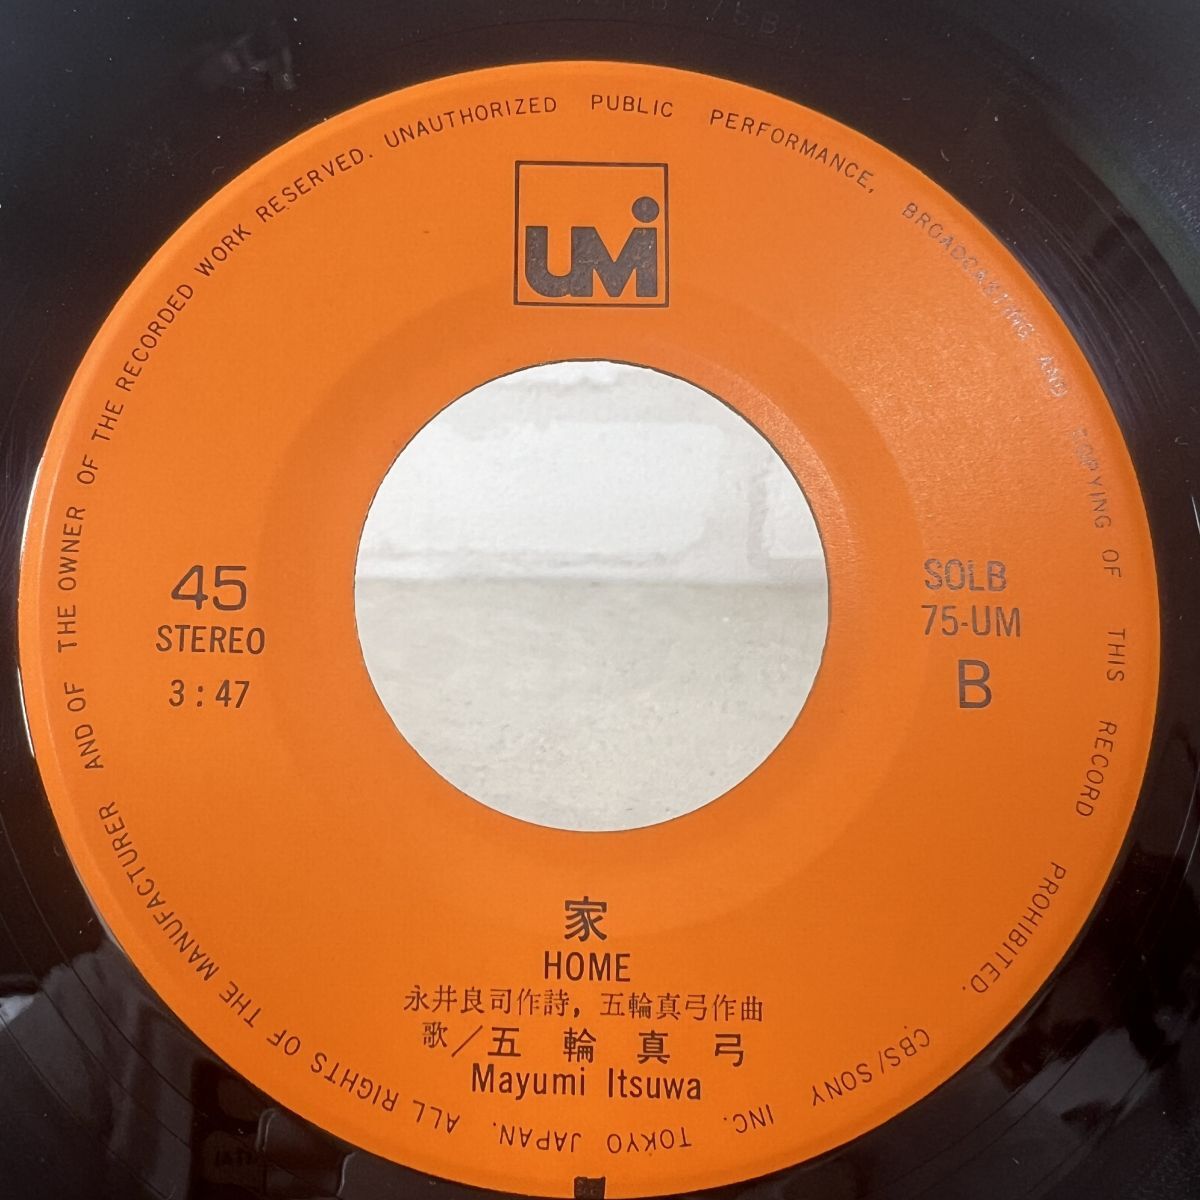 UMI
45
STEREO
3:47
SOLB
75-UM
B
家
HOME
永井良司作詩，五輪真弓作曲
歌／五輪真弓
Mayumi Itsuwa
CBS/SONY INC. TOKYO JAPAN. ALL RIGHTS OF THE MANUFACTURER AND OF THE OWNER OF THE RECORDED WORK RESERVED. UNAUTHORIZED PUBLIC PERFORMANCE, BROADCASTING AND COPYING OF THIS RECORD PROHIBITED.